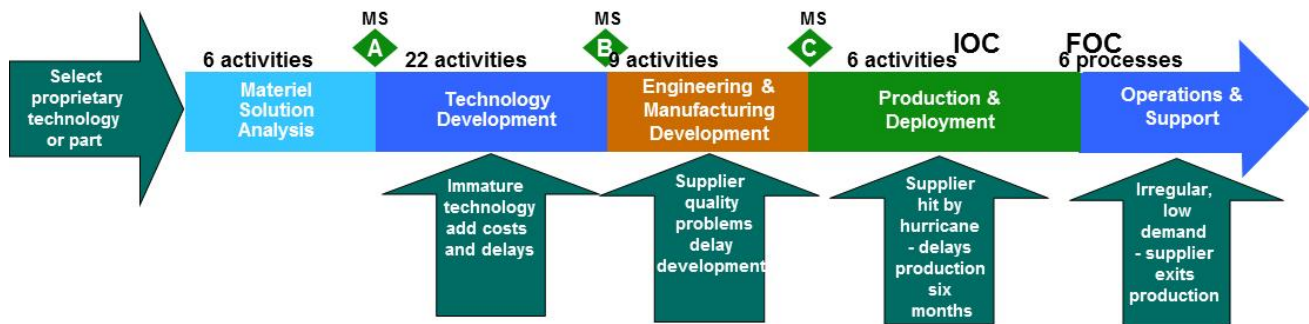 MS
MS
MS
A
B
C
6 activities
22 activities
9 activities
6 activities
IOC
FOC
6 processes
Select
proprietary
technology
or part
Materiel
Solution
Analysis
Technology
Development
Engineering &
Manufacturing
Development
Production &
Deployment
Operations &
Support
Immature
technology
add costs
and delays
Supplier
quality
problems
delay
development
Supplier
hit by
hurricane
- delays
production
six
months
Irregular,
low
demand
- supplier
exits
production